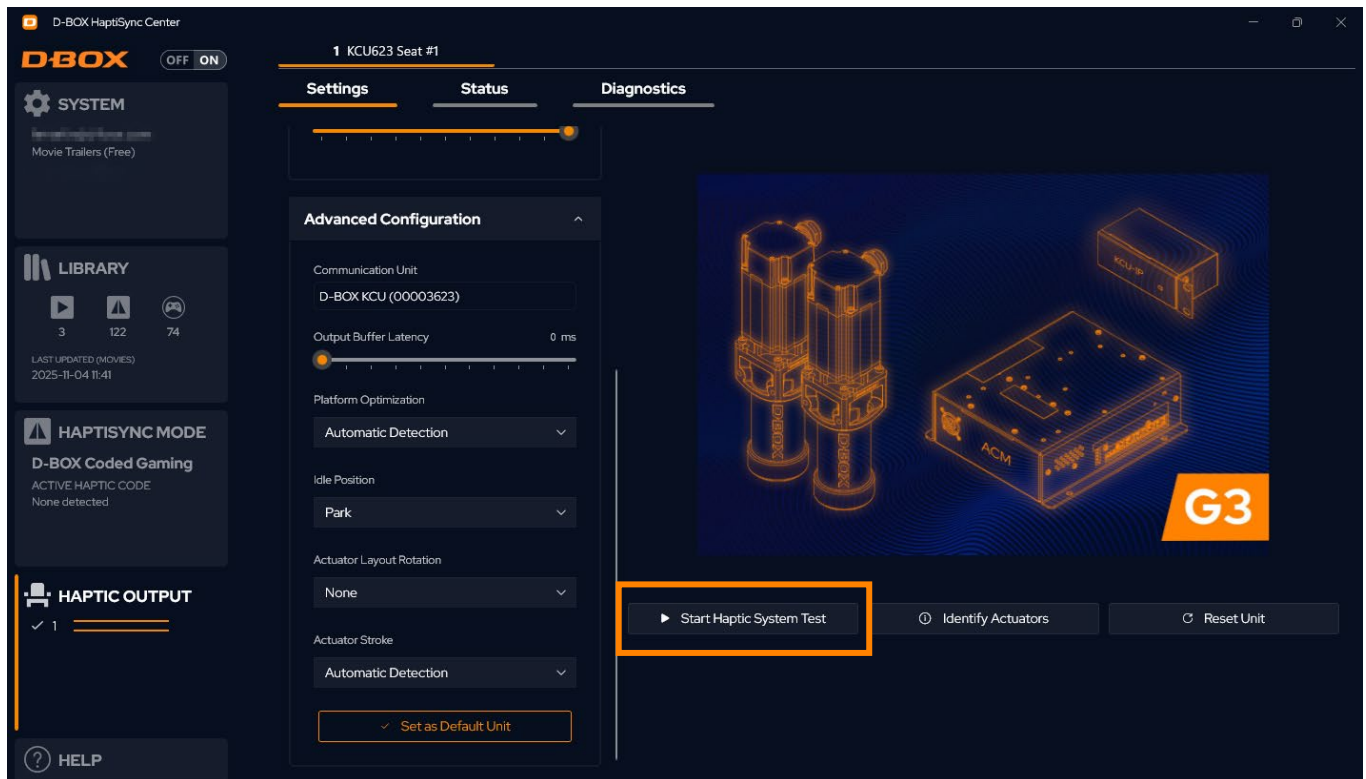 D-BOX HaptiSync Center
D-BOX
OFF ON
SYSTEM
Movie Trailers (Free)
LIBRARY
3 122 74
LAST UPDATED (MOVIES)
2025-11-04 11:41
HAPTISYNC MODE
D-BOX Coded Gaming
ACTIVE HAPTIC CODE
None detected
HAPTIC OUTPUT
1
HELP
1 KCU623 Seat #1
Settings Status Diagnostics
Advanced Configuration
Communication Unit
D-BOX KCU (00003623)
Output Buffer Latency 0 ms
Platform Optimization
Automatic Detection
Idle Position
Park
Actuator Layout Rotation
None
Actuator Stroke
Automatic Detection
Set as Default Unit
KCU-IP
D-BOX
D-BOX
ACM
G3
Start Haptic System Test
Identify Actuators
Reset Unit